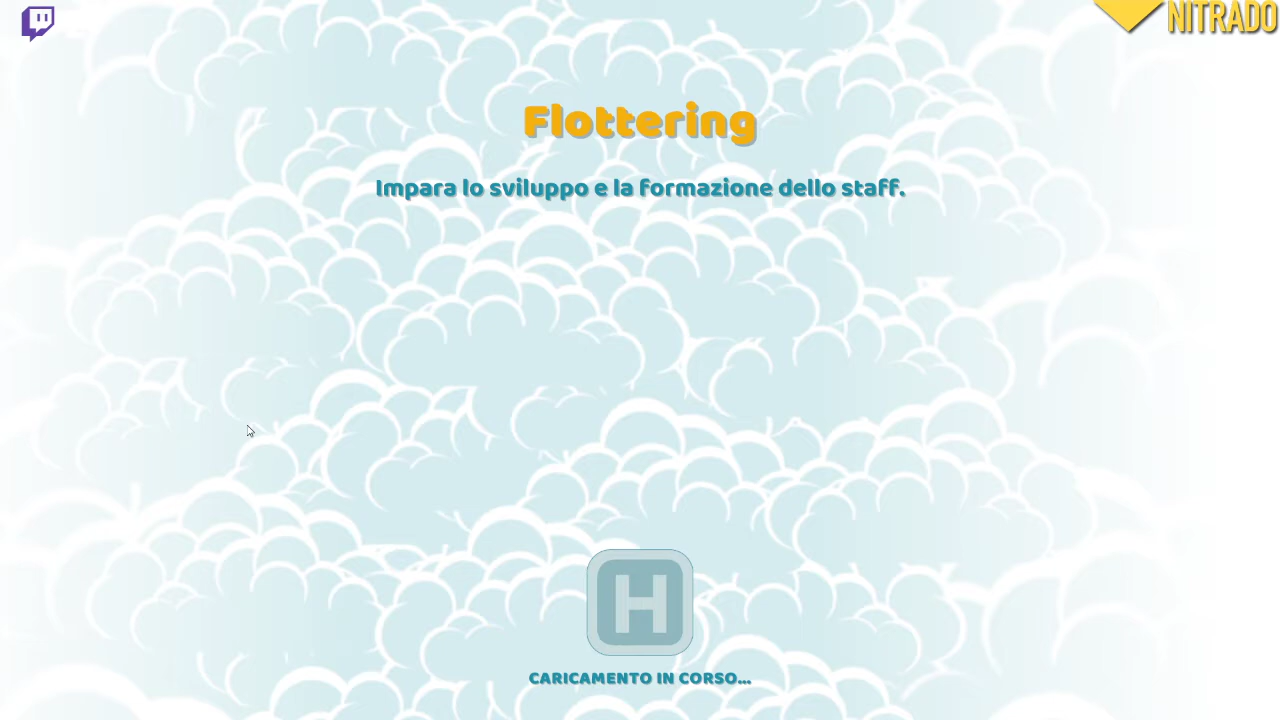 NITRADO
Flottering
Impara lo sviluppo e la formazione dello staff.
H
CARICAMENTO IN CORSO...